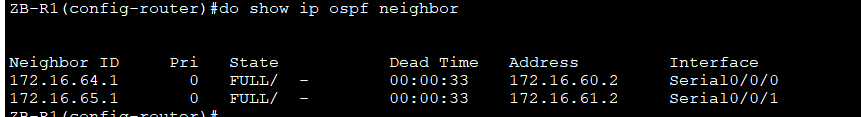 ZB-R1(config-router)#do show ip ospf neighbor
Neighbor ID Pri State Dead Time Address Interface
172.16.64.1 0 FULL/ - 00:00:33 172.16.60.2 Serial0/0/0
172.16.65.1 0 FULL/ - 00:00:33 172.16.61.2 Serial0/0/1
ZB-R1(config-router)#